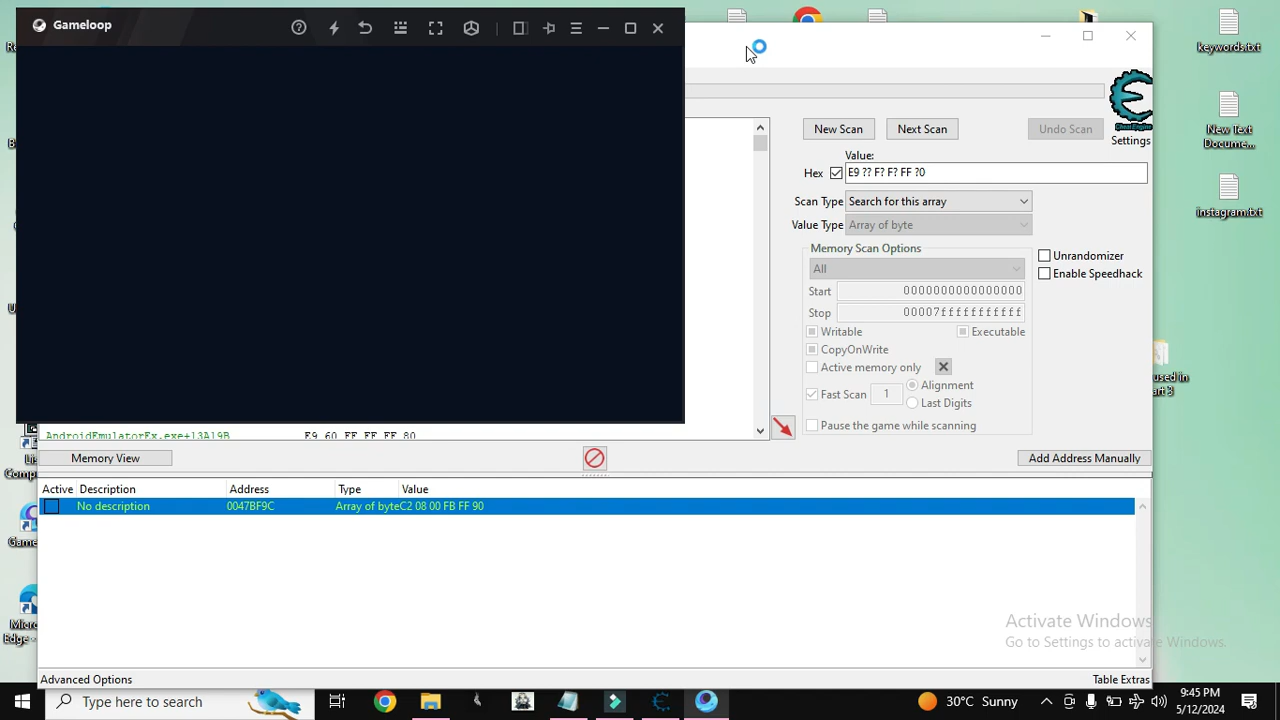 Gameloop
keywords.txt
New Text
Docume...
instagram.txt
Settings
New Scan
Next Scan
Undo Scan
Value:
Hex
E9 ?? F? F? FF ?0
Scan Type
Search for this array
Value Type
Array of byte
Memory Scan Options
All
Unrandomizer
Enable Speedhack
Start
0000000000000000
Stop
00007fffffffffff
Writable
Executable
CopyOnWrite
Active memory only
Fast Scan
1
Alignment
Last Digits
Pause the game while scanning
AndroidEmulatorEx.exe+13A19B
E9 60 FF FF FF 80
Memory View
Add Address Manually
Active
Description
Address
Type
Value
No description
0047BF9C
Array of byte
C2 08 00 FB FF 90
Activate Windows
Go to Settings to activate Windows.
Advanced Options
Table Extras
Type here to search
30°C Sunny
9:45 PM
5/12/2024